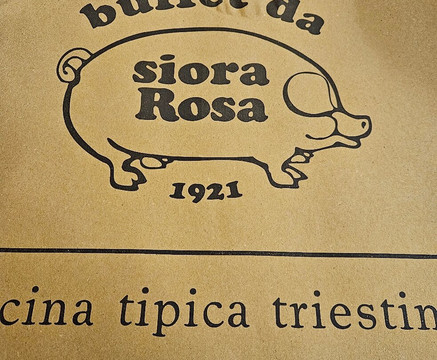 buffet da
siora
Rosa
1921
cina tipica triestin